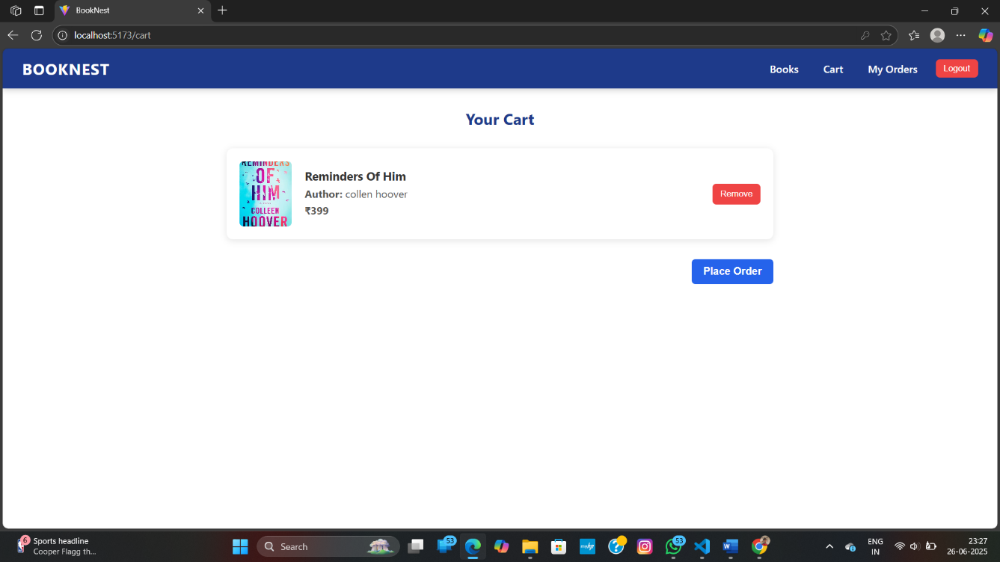 BookNest
localhost:5173/cart
BOOKNEST
Books
Cart
My Orders
Logout
Your Cart
REMINDERS
OF
HIM
COLLEEN
HOOVER
Reminders Of Him
Author: collen hoover
₹399
Remove
Place Order
6
Sports headline
Cooper Flagg th...
Search
53
myhp
?
53
W
ENG
IN
23:27
26-06-2025